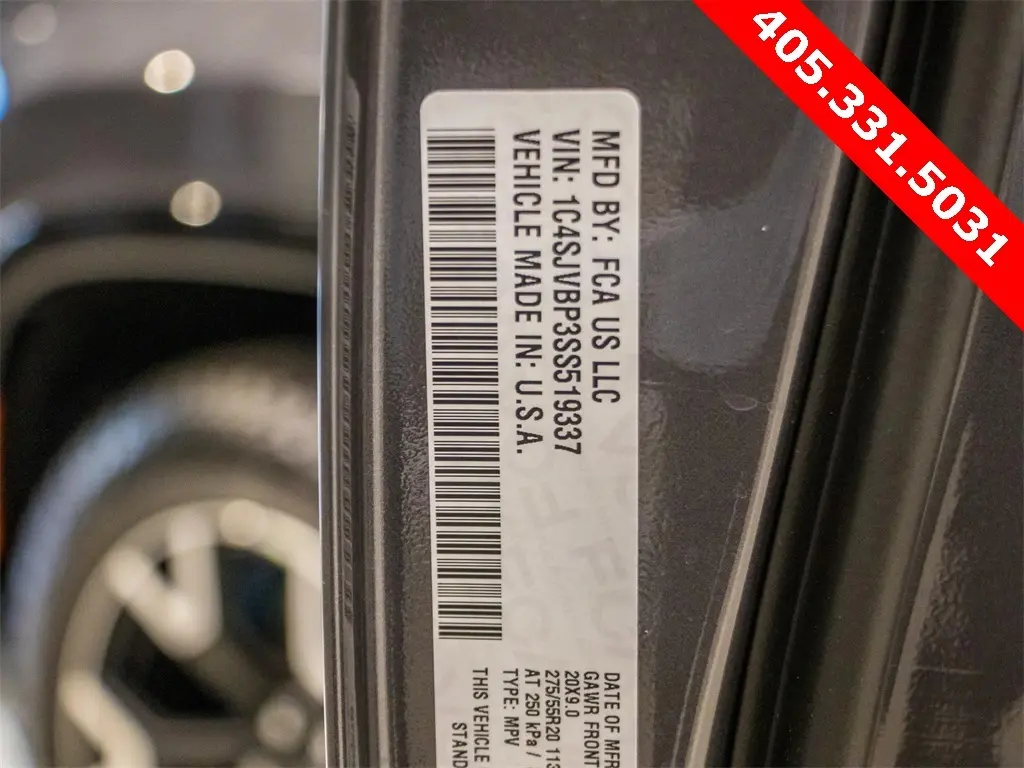 405.331.5031
MFD BY: FCA US LLC
VIN: 1C4SJVBP3SS519337
VEHICLE MADE IN: U.S.A.
DATE OF MFR
GAWR FRONT
20X9.0
275/55R20 113
AT 250 kPa /
TYPE: MPV
THIS VEHICLE
STAND